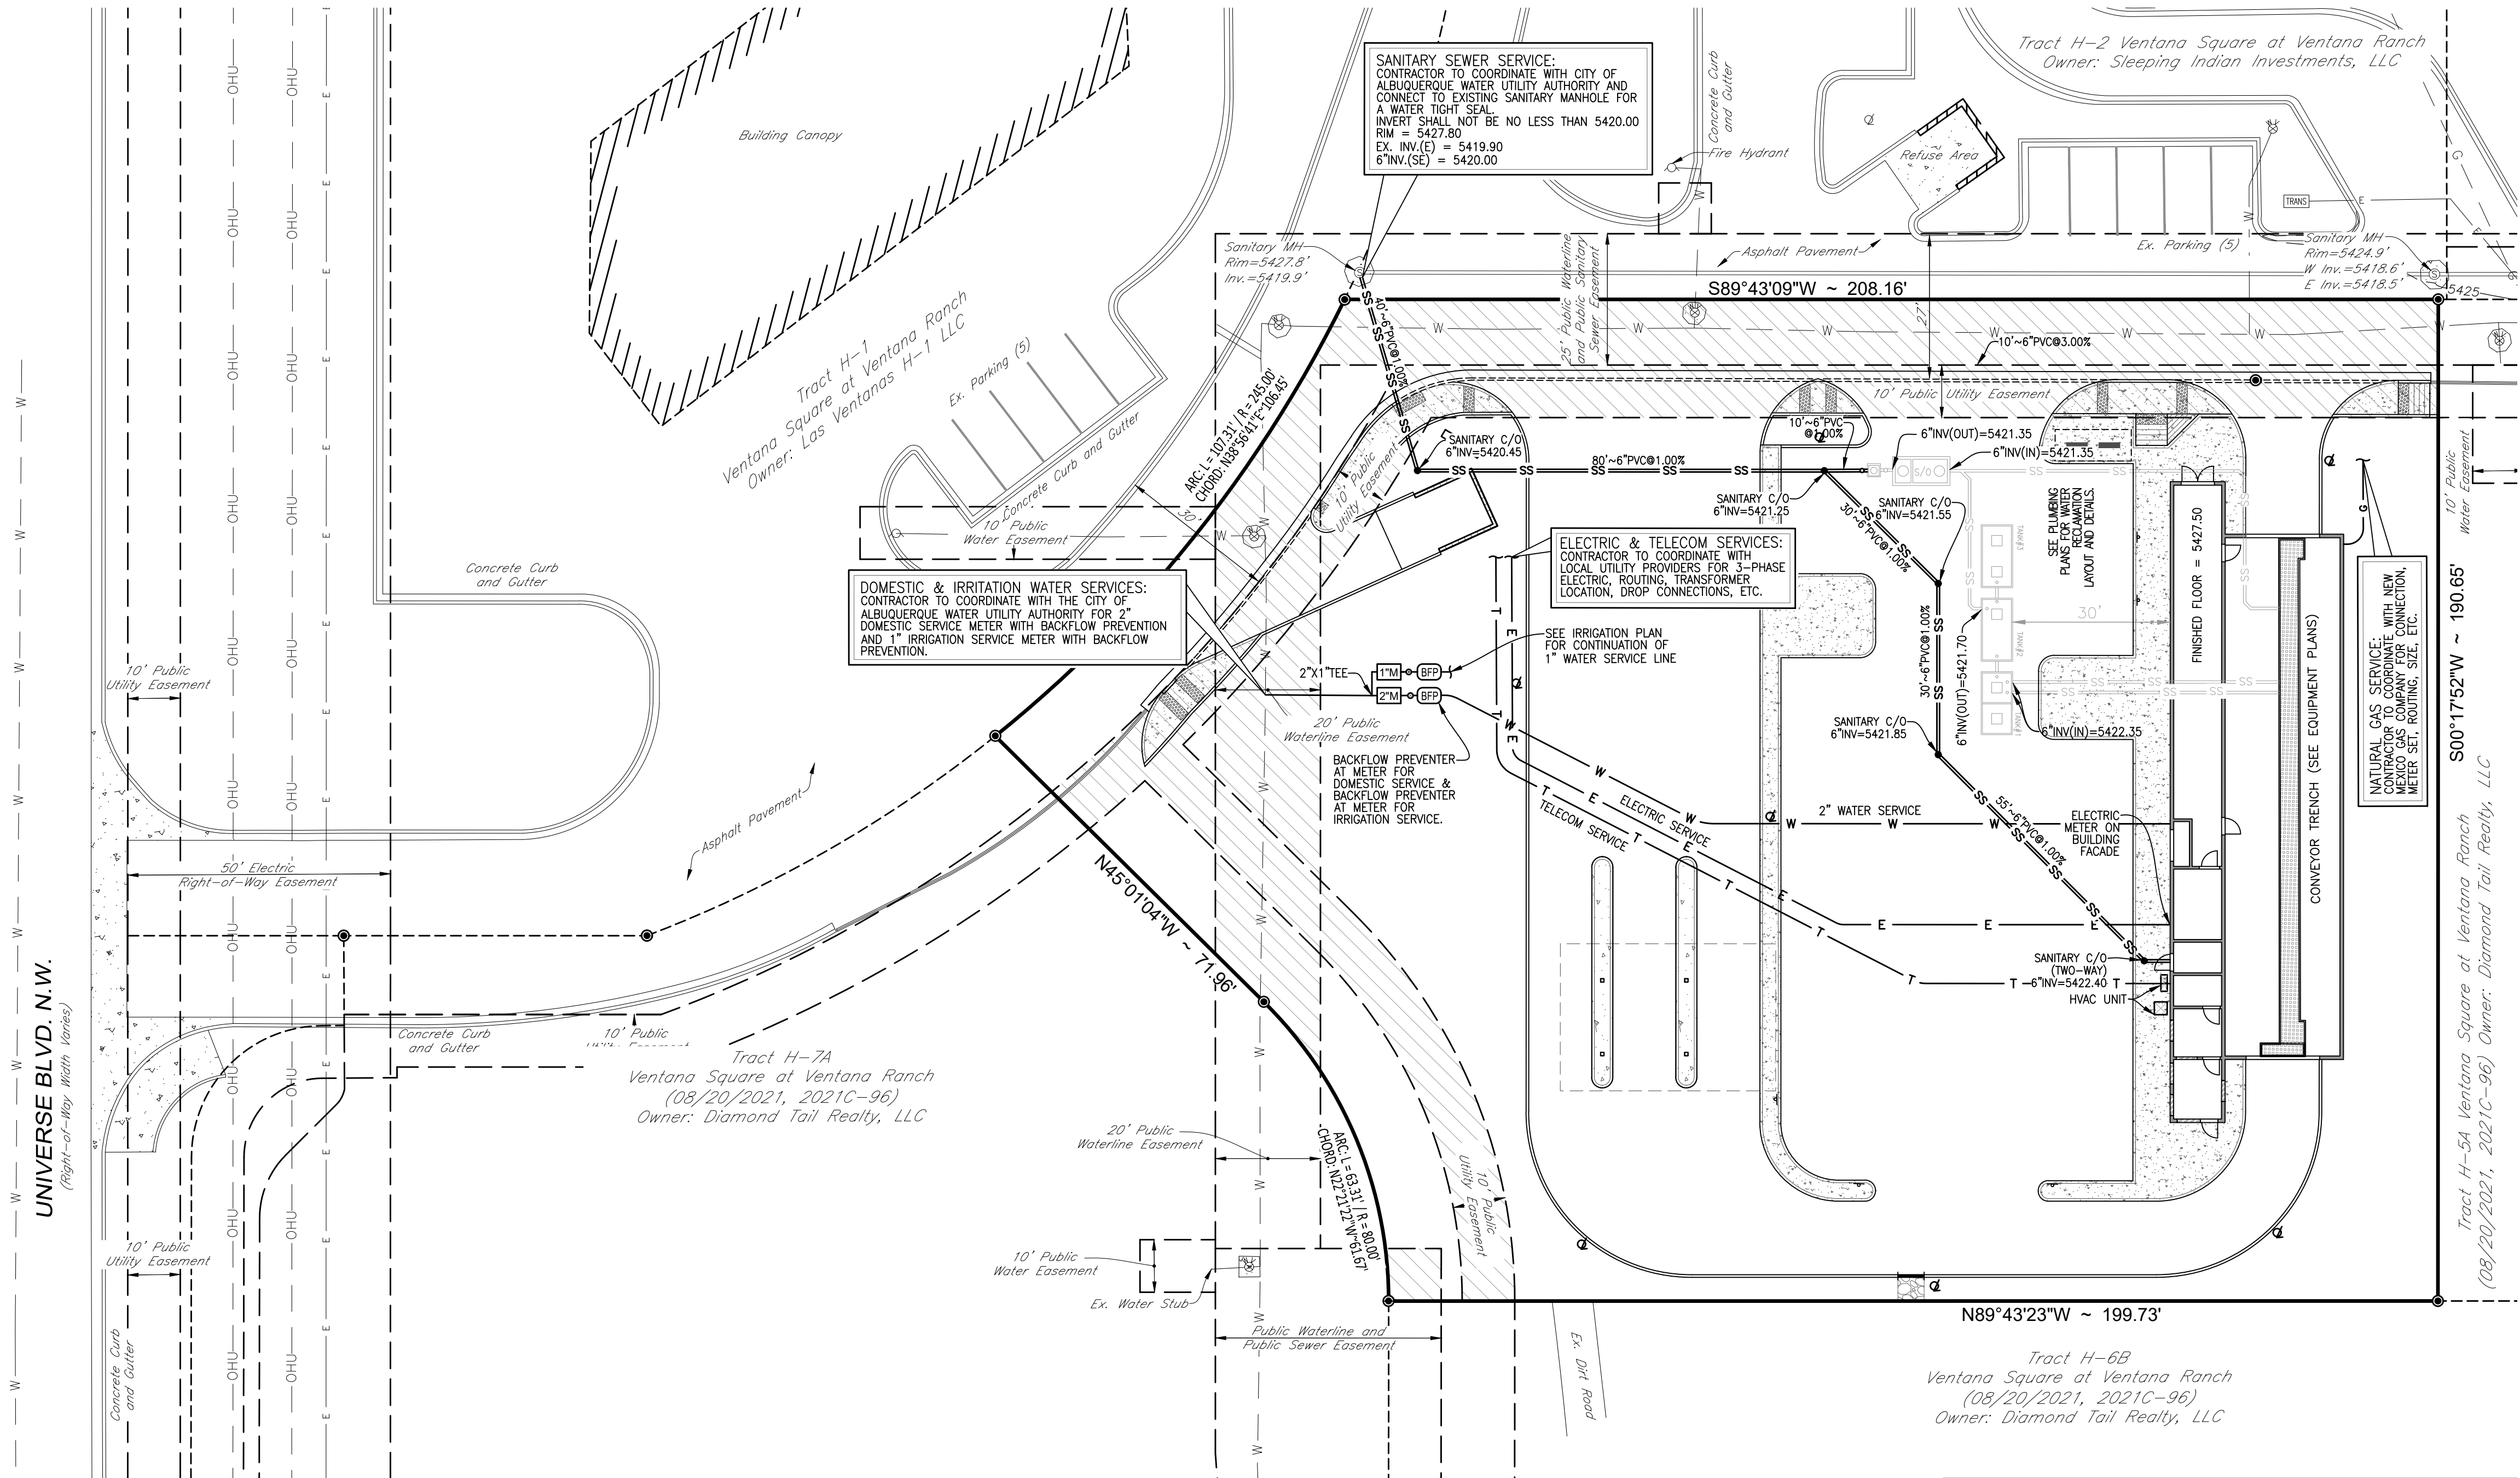 Tract H-2 Ventana Square at Ventana Ranch
Owner: Sleeping Indian Investments, LLC
SANITARY SEWER SERVICE:
CONTRACTOR TO COORDINATE WITH CITY OF
ALBUQUERQUE WATER UTILITY AUTHORITY AND
CONNECT TO EXISTING SANITARY MANHOLE FOR
A WATER TIGHT SEAL.
INVERT SHALL NOT BE NO LESS THAN 5420.00
RIM = 5427.80
EX. INV.(E) = 5419.90
6"INV.(SE) = 5420.00
Concrete Curb
and Gutter
Fire Hydrant
Refuse Area
TRANS
Building Canopy
Sanitary MH
Rim=5427.8'
Inv.=5419.9'
25' Public Waterline
and Public Sanitary
Sewer Easement
Asphalt Pavement
Ex. Parking (5)
Sanitary MH
Rim=5424.9'
W Inv.=5418.6'
E Inv.=5418.5'
5425
S89°43'09"W ~ 208.16'
27'
10'~6"PVC@3.00%
40'~6"PVC@1.00%
10' Public Utility Easement
Tract H-1
Ventana Square at Ventana Ranch
Owner: Las Ventanas H-1 LLC
Ex. Parking (5)
Concrete Curb and Gutter
ARC: L = 107.31' / R = 245.00'
CHORD: N38°56'41"E~106.45'
30'
10' Public
Utility Easement
SANITARY C/O
6"INV=5420.45
80'~6"PVC@1.00%
10'~6"PVC
@1.00%
6"INV(OUT)=5421.35
6"INV(IN)=5421.35
S/O
SANITARY C/O
6"INV=5421.25
SANITARY C/O
6"INV=5421.55
30'~6"PVC@1.00%
SEE PLUMBING
PLANS FOR WATER
RECLAMATION
LAYOUT AND DETAILS.
FINISHED FLOOR = 5427.50
10' Public
Water Easement
10' Public
Water Easement
Concrete Curb
and Gutter
DOMESTIC & IRRITATION WATER SERVICES:
CONTRACTOR TO COORDINATE WITH THE CITY OF
ALBUQUERQUE WATER UTILITY AUTHORITY FOR 2"
DOMESTIC SERVICE METER WITH BACKFLOW PREVENTION
AND 1" IRRIGATION SERVICE METER WITH BACKFLOW
PREVENTION.
ELECTRIC & TELECOM SERVICES:
CONTRACTOR TO COORDINATE WITH
LOCAL UTILITY PROVIDERS FOR 3-PHASE
ELECTRIC, ROUTING, TRANSFORMER
LOCATION, DROP CONNECTIONS, ETC.
SEE IRRIGATION PLAN
FOR CONTINUATION OF
1" WATER SERVICE LINE
2"X1"TEE
1"M
BFP
2"M
BFP
30'~6"PVC@1.00%
6"INV(OUT)=5421.70
TANK#3
TANK#2
TANK#1
30'
6"INV(IN)=5422.35
SANITARY C/O
6"INV=5421.85
NATURAL GAS SERVICE:
CONTRACTOR TO COORDINATE WITH NEW
MEXICO GAS COMPANY FOR CONNECTION,
METER SET, ROUTING, SIZE, ETC.
S00°17'52"W ~ 190.65'
CONVEYOR TRENCH (SEE EQUIPMENT PLANS)
10' Public
Utility Easement
20' Public
Waterline Easement
BACKFLOW PREVENTER
AT METER FOR
DOMESTIC SERVICE &
BACKFLOW PREVENTER
AT METER FOR
IRRIGATION SERVICE.
ELECTRIC SERVICE
TELECOM SERVICE
2" WATER SERVICE
55'~6"PVC@1.00%
ELECTRIC
METER ON
BUILDING
FACADE
Asphalt Pavement
50' Electric
Right-of-Way Easement
N45°01'04"W ~ 71.96'
SANITARY C/O
(TWO-WAY)
6"INV=5422.40
HVAC UNIT
UNIVERSE BLVD. N.W.
(Right-of-Way Width Varies)
Concrete Curb
and Gutter
10' Public
Tract H-7A
Ventana Square at Ventana Ranch
(08/20/2021, 2021C-96)
Owner: Diamond Tail Realty, LLC
20' Public
Waterline Easement
ARC: L = 63.31' / R = 80.00'
CHORD: N22°21'22"W~61.67'
10' Public
Utility Easement
Tract H-5A Ventana Square at Ventana Ranch
(08/20/2021, 2021C-96) Owner: Diamond Tail Realty, LLC
10' Public
Utility Easement
10' Public
Water Easement
Ex. Water Stub
Public Waterline and
Public Sewer Easement
Concrete Curb
and Gutter
Ex. Dirt Road
N89°43'23"W ~ 199.73'
Tract H-6B
Ventana Square at Ventana Ranch
(08/20/2021, 2021C-96)
Owner: Diamond Tail Realty, LLC